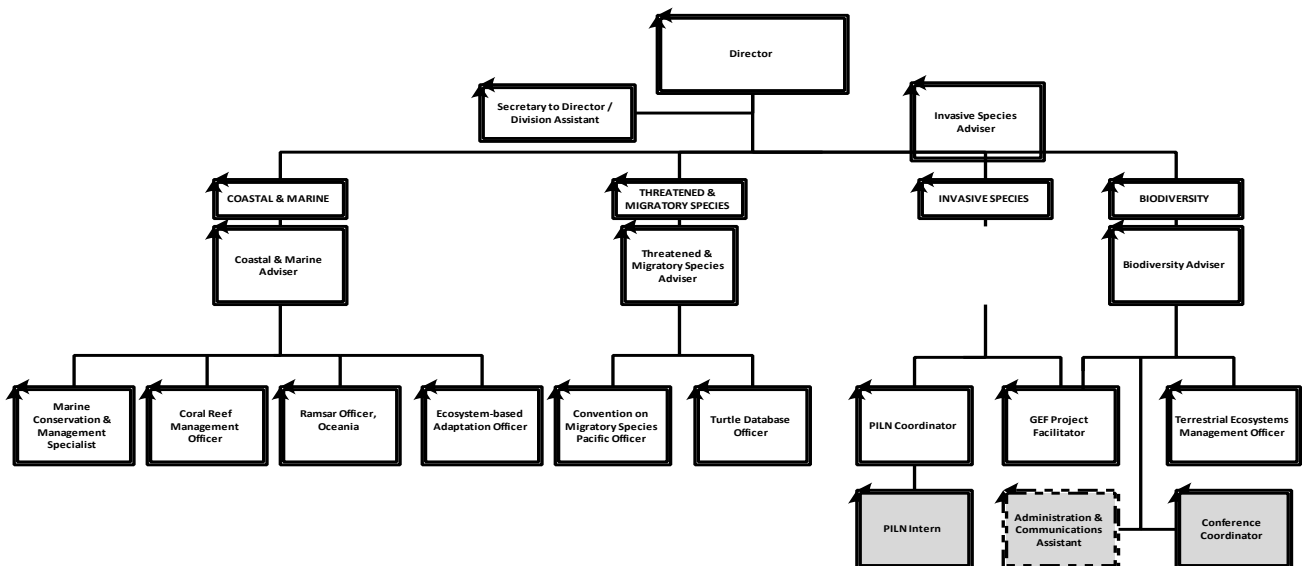 Director
Secretary to Director /
Division Assistant
Invasive Species
Adviser
COASTAL & MARINE
THREATENED &
MIGRATORY SPECIES
INVASIVE SPECIES
BIODIVERSITY
Coastal & Marine
Adviser
Threatened &
Migratory Species
Adviser
Biodiversity Adviser
Marine
Conservation &
Management
Specialist
Coral Reef
Management
Officer
Ramsar Officer,
Oceania
Ecosystem-based
Adaptation Officer
Convention on
Migratory Species
Pacific Officer
Turtle Database
Officer
PILN Coordinator
GEF Project
Facilitator
Terrestrial Ecosystems
Management Officer
PILN Intern
Administration &
Communications
Assistant
Conference
Coordinator